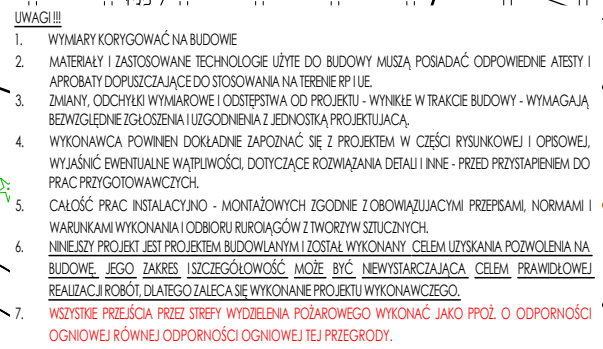 UWAGI !!!
1. WYMIARY KORYGOWAĆ NA BUDOWIE
2. MATERIAŁY I ZASTOSOWANE TECHNOLOGIE UŻYTE DO BUDOWY MUSZĄ POSIADAĆ ODPOWIEDNIE ATESTY I
APROBATY DOPUSZCZAJĄCE DO STOSOWANIA NA TERENIE RP I UE.
3. ZMIANY, ODCHYŁKI WYMIAROWE I ODSTĘPSTWA OD PROJEKTU - WYNIKŁE W TRAKCIE BUDOWY - WYMAGAJĄ
BEZWZGLĘDNIE ZGŁOSZENIA I UZGODNIENIA Z JEDNOSTKĄ PROJEKTUJĄCĄ.
4. WYKONAWCA POWINIEN DOKŁADNIE ZAPOZNAĆ SIĘ Z PROJEKTEM W CZĘŚCI RYSUNKOWEJ I OPISOWEJ,
WYJAŚNIĆ EWENTUALNE WĄTPLIWOŚCI, DOTYCZĄCE ROZWIĄZANIA DETALI I INNE - PRZED PRZYSTAPIENIEM DO
PRAC PRZYGOTOWAWCZYCH.
5. CAŁOŚĆ PRAC INSTALACYJNO - MONTAŻOWYCH ZGODNIE Z OBOWIĄZUJACYMI PRZEPISAMI, NORMAMI I
WARUNKAMI WYKONANIA I ODBIORU RUROIĄGÓW Z TWORZYW SZTUCZNYCH.
6. NINIEJSZY PROJEKT JEST PROJEKTEM BUDOWLANYM I ZOSTAŁ WYKONANY CELEM UZYSKANIA POZWOLENIA NA
BUDOWĘ. JEGO ZAKRES I SZCZEGÓŁOWOŚĆ MOŻE BYĆ NIEWYSTARCZAJĄCA CELEM PRAWIDŁOWEJ
REALIZACJI ROBÓT, DLATEGO ZALECA SIĘ WYKONANIE PROJEKTU WYKONAWCZEGO.
7. WSZYSTKIE PRZEJŚCIA PRZEZ STREFY WYDZIELENIA POŻAROWEGO WYKONAĆ JAKO PPOŻ. O ODPORNOŚCI
OGNIOWEJ RÓWNEJ ODPORNOŚCI OGNIOWEJ TEJ PRZEGRODY.